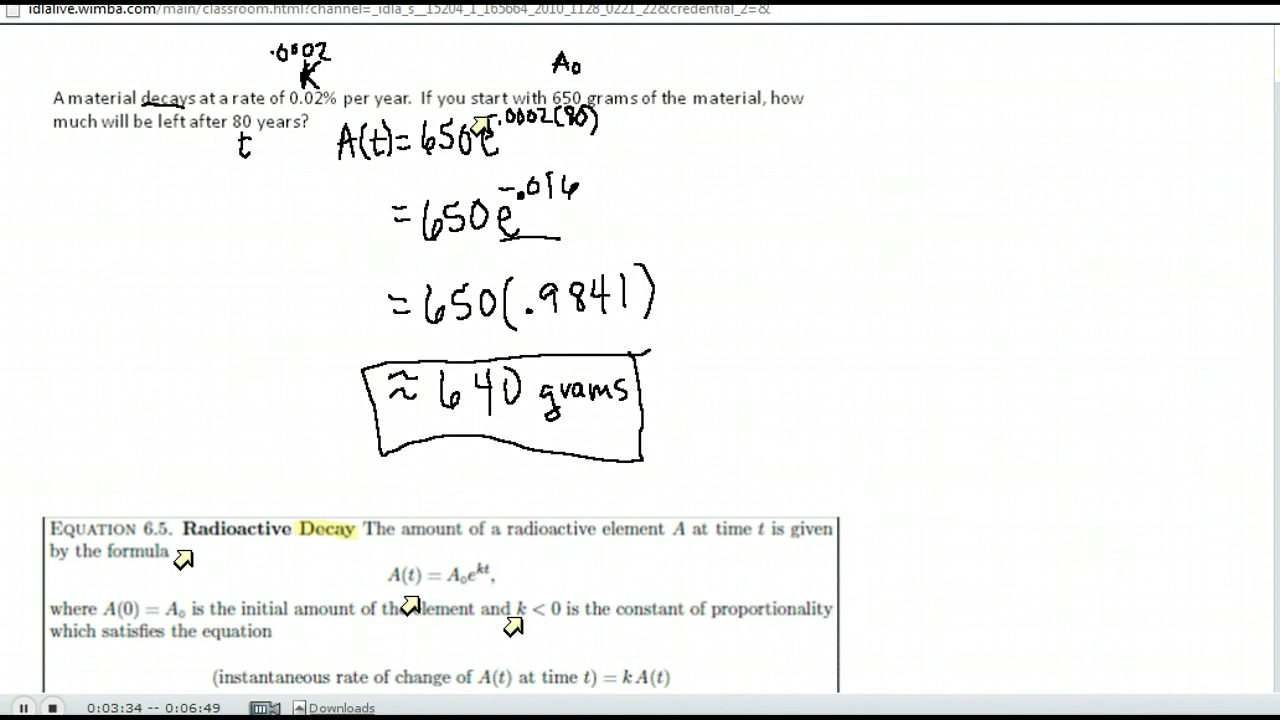 idlalive.wimba.com/main/classroom.html?channel=_idla_s__15204_1_165664_2010_1128_0221_22&credential_2=&
.0002
K
A₀
A material decays at a rate of 0.02% per year. If you start with 650 grams of the material, how
much will be left after 80 years?
t
A(t)=650e^-.0002(80)
=650e^-.016
=650(.9841)
≈ 640 grams
EQUATION 6.5. Radioactive Decay The amount of a radioactive element A at time t is given
by the formula
A(t) = A₀e^kt,
where A(0) = A₀ is the initial amount of the element and k < 0 is the constant of proportionality
which satisfies the equation
(instantaneous rate of change of A(t) at time t) = k A(t)
0:03:34 -- 0:06:49 Downloads